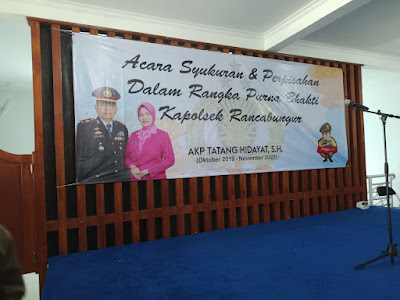 Acara Syukuran & Perpisahan
Dalam Rangka Purna Bhakti
Kapolsek Rancabungur
AKP TATANG HIDAYAT, S.H.
(Oktober 2019 - November 2022)